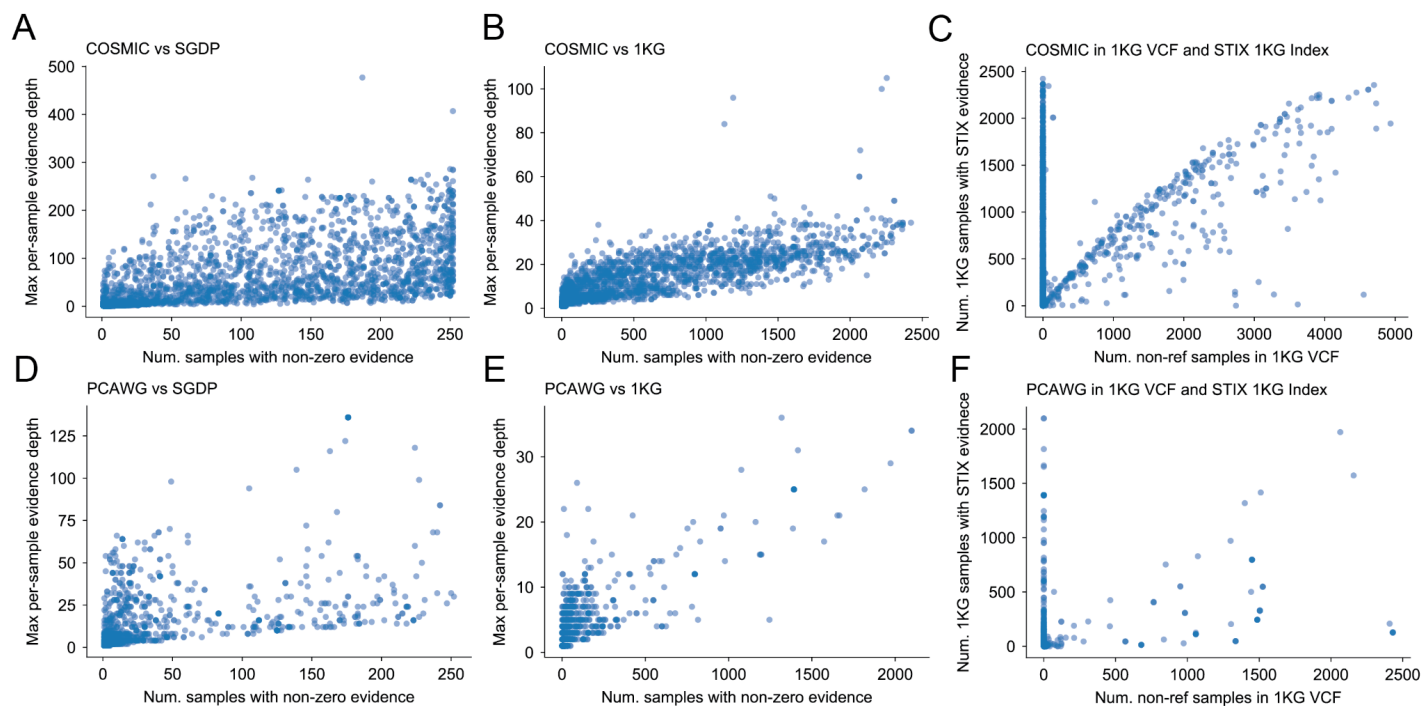 A
COSMIC vs SGDP
Max per-sample evidence depth
500
400
300
200
100
0
0 50 100 150 200 250
Num. samples with non-zero evidence
B
COSMIC vs 1KG
Max per-sample evidence depth
100
80
60
40
20
0
0 500 1000 1500 2000 2500
Num. samples with non-zero evidence
C
COSMIC in 1KG VCF and STIX 1KG Index
Num. 1KG samples with STIX evidnece
2500
2000
1500
1000
500
0
0 1000 2000 3000 4000 5000
Num. non-ref samples in 1KG VCF
D
PCAWG vs SGDP
Max per-sample evidence depth
125
100
75
50
25
0
0 50 100 150 200 250
Num. samples with non-zero evidence
E
PCAWG vs 1KG
Max per-sample evidence depth
30
20
10
0
0 500 1000 1500 2000
Num. samples with non-zero evidence
F
PCAWG in 1KG VCF and STIX 1KG Index
Num. 1KG samples with STIX evidnece
2000
1500
1000
500
0
0 500 1000 1500 2000 2500
Num. non-ref samples in 1KG VCF